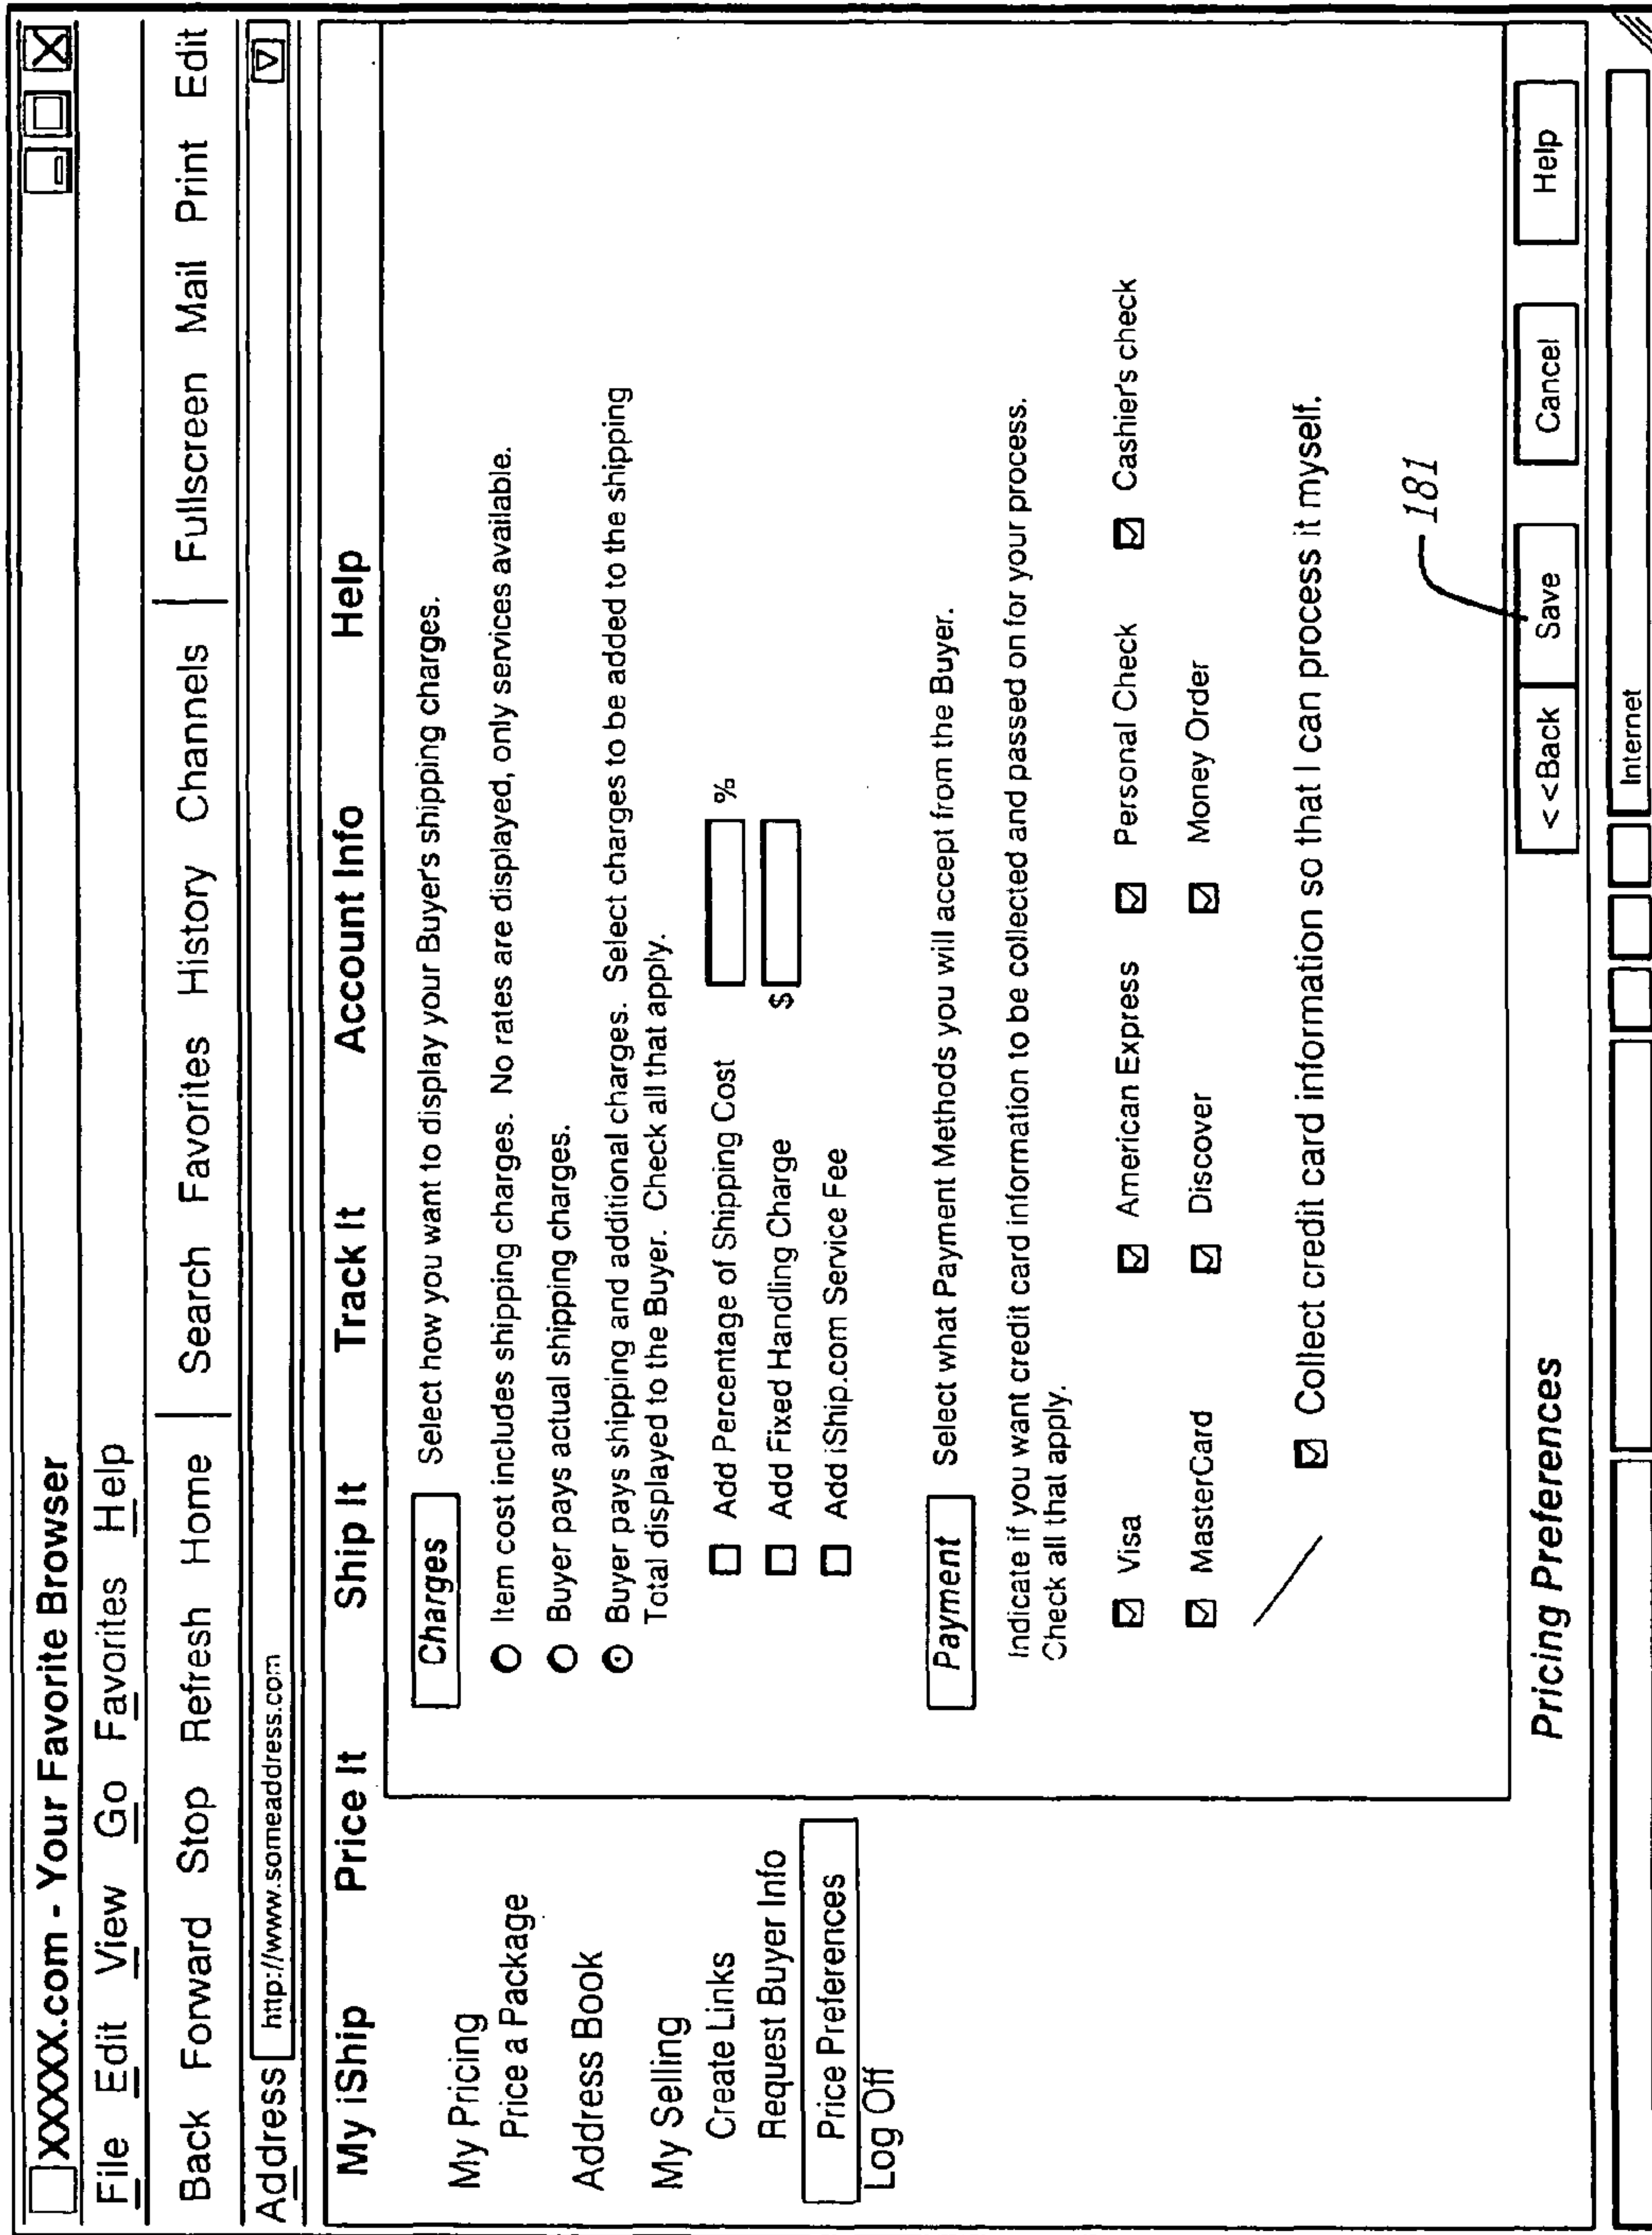 XXXXX.com - Your Favorite Browser
File Edit View Go Favorites Help
Back Forward Stop Refresh Home Search Favorites History Channels Fullscreen Mail Print Edit
Address http://www.someaddress.com
My iShip Price It Ship It Track It Account Info Help
My Pricing
Price a Package
Address Book
My Selling
Create Links
Request Buyer Info
Price Preferences
Log Off
Charges Select how you want to display your Buyer's shipping charges.
Item cost includes shipping charges. No rates are displayed, only services available.
Buyer pays actual shipping charges.
Buyer pays shipping and additional charges. Select charges to be added to the shipping
Total displayed to the Buyer. Check all that apply.
Add Percentage of Shipping Cost %
Add Fixed Handling Charge $
Add iShip.com Service Fee
Payment Select what Payment Methods you will accept from the Buyer.
Indicate if you want credit card information to be collected and passed on for your process.
Check all that apply.
Visa American Express Personal Check Cashier's check
MasterCard Discover Money Order
Collect credit card information so that I can process it myself.
181
Pricing Preferences <<Back Save Cancel Help
Internet